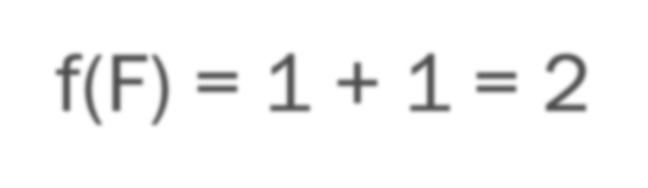 f(F) = 1 + 1 = 2